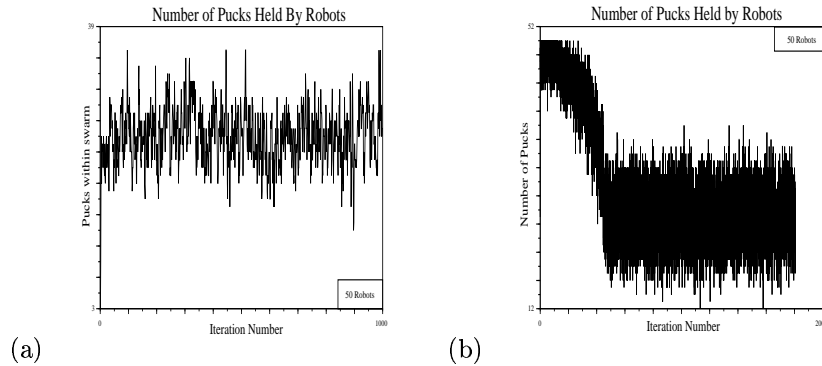 Number of Pucks Held By Robots
39
Pucks within swarm
3
0
1000
Iteration Number
50 Robots
(a)
Number of Pucks Held by Robots
52
Number of Pucks
12
0
Iteration Number
50 Robots
(b)